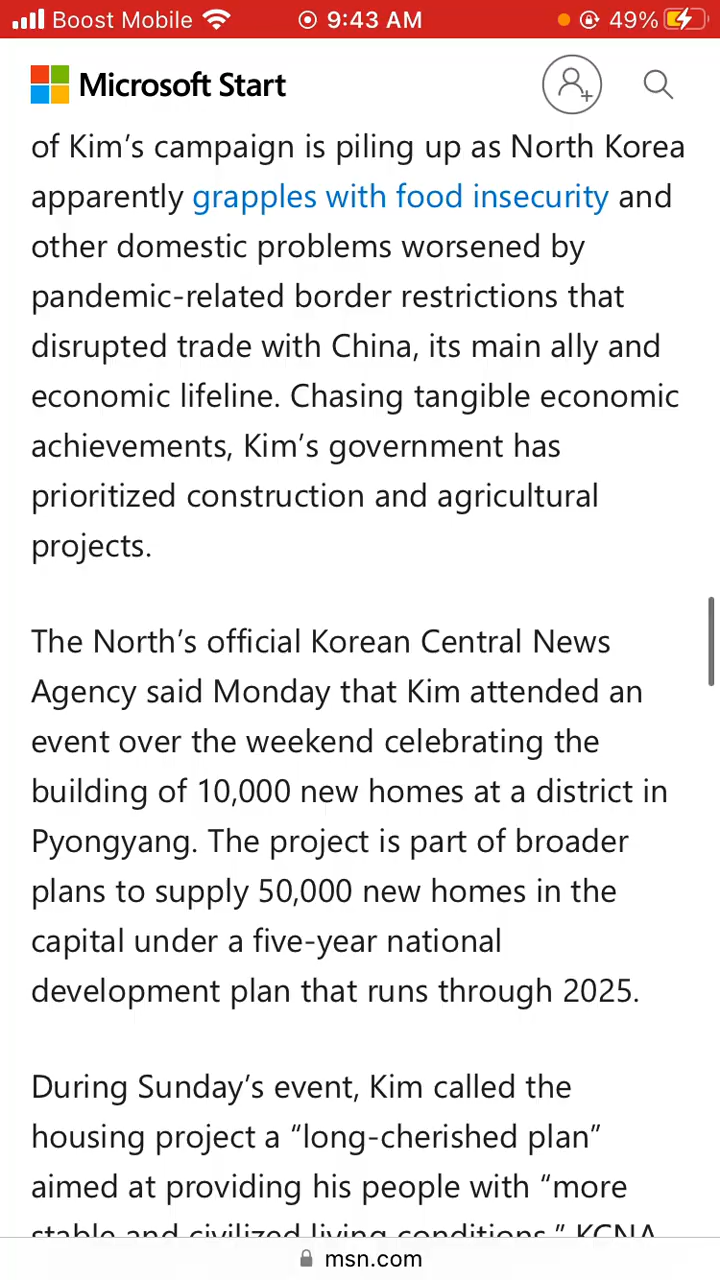 Boost Mobile 9:43 AM 49%
Microsoft Start
of Kim’s campaign is piling up as North Korea
apparently grapples with food insecurity and
other domestic problems worsened by
pandemic-related border restrictions that
disrupted trade with China, its main ally and
economic lifeline. Chasing tangible economic
achievements, Kim’s government has
prioritized construction and agricultural
projects.
The North’s official Korean Central News
Agency said Monday that Kim attended an
event over the weekend celebrating the
building of 10,000 new homes at a district in
Pyongyang. The project is part of broader
plans to supply 50,000 new homes in the
capital under a five-year national
development plan that runs through 2025.
During Sunday’s event, Kim called the
housing project a “long-cherished plan”
aimed at providing his people with “more
stable and civilized living conditions,” KCNA
msn.com